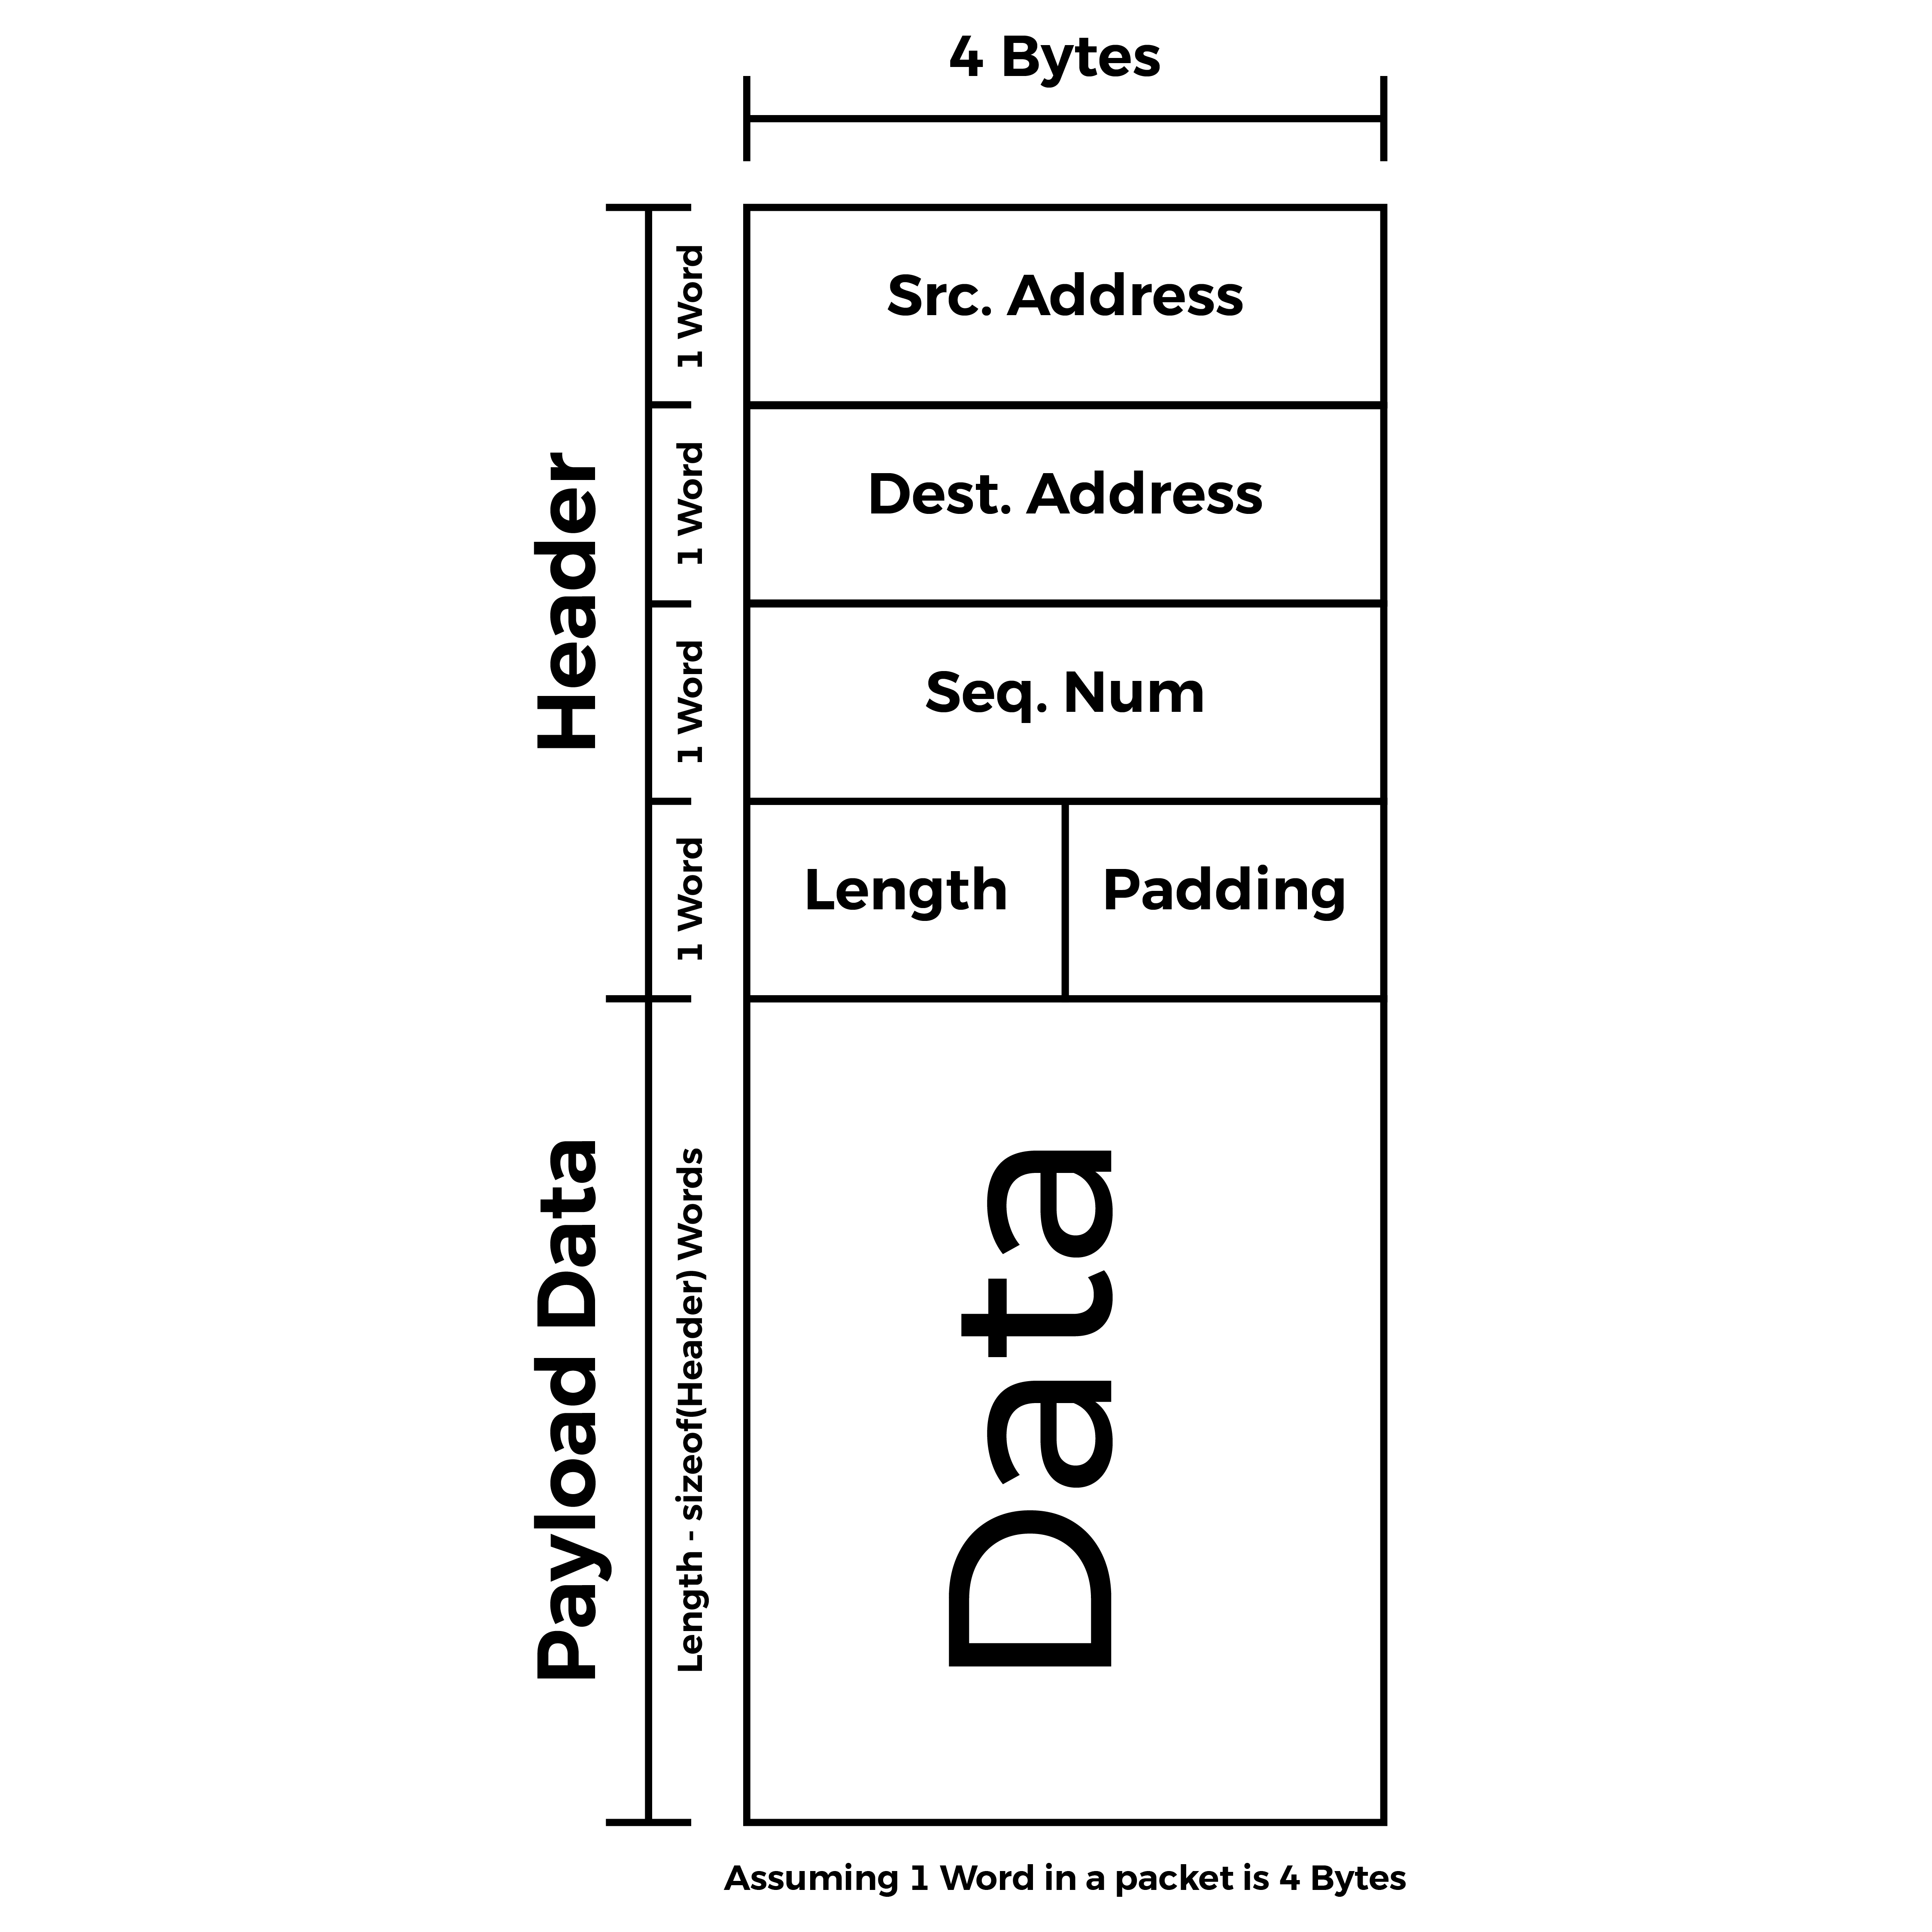 4 Bytes
Header
1 Word
Src. Address
1 Word
Dest. Address
1 Word
Seq. Num
1 Word
Length
Padding
Payload Data
Length - sizeof(Header) Words
Data
Assuming 1 Word in a packet is 4 Bytes